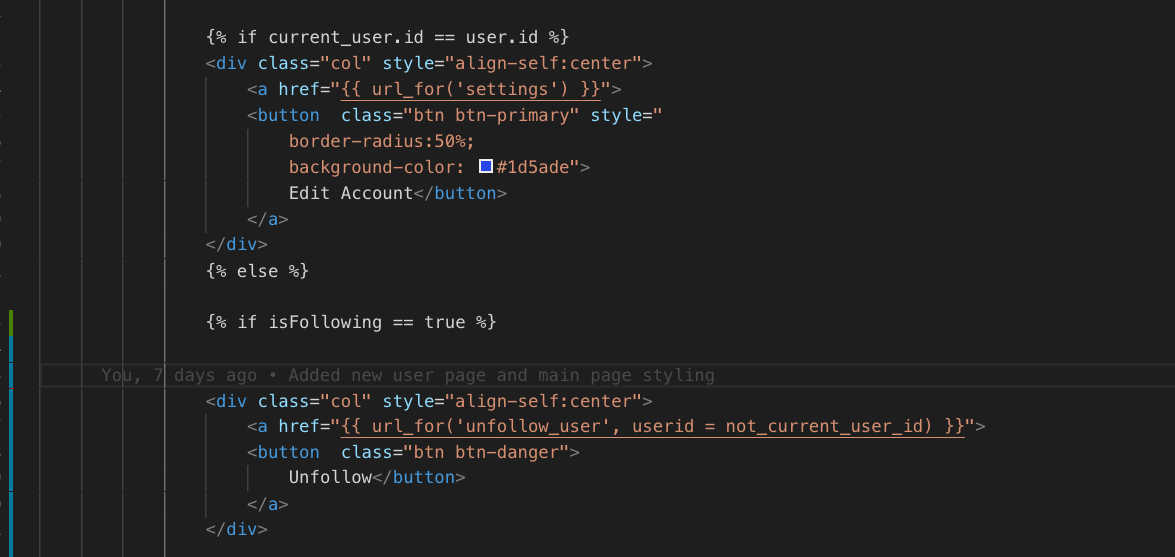 {% if current_user.id == user.id %}
<div class="col" style="align-self:center">
<a href="{{ url_for('settings') }}">
<button  class="btn btn-primary" style="
border-radius:50%;
background-color: #1d5ade">
Edit Account</button>
</a>
</div>
{% else %}
{% if isFollowing == true %}
You, 7 days ago • Added new user page and main page styling
<div class="col" style="align-self:center">
<a href="{{ url_for('unfollow_user', userid = not_current_user_id) }}">
<button  class="btn btn-danger">
Unfollow</button>
</a>
</div>